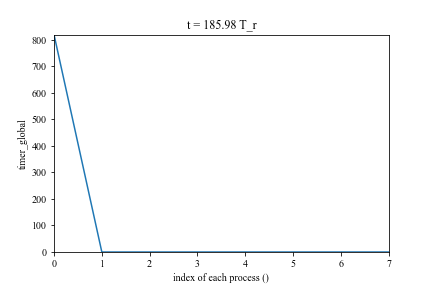 t = 185.98 T_r
800
700
600
500
400
300
200
100
0
timer_global
0 1 2 3 4 5 6 7
index of each process ()